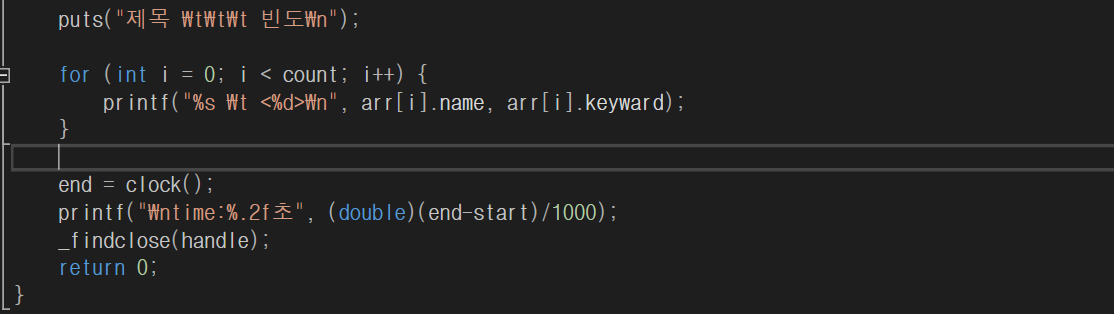 puts("제목 ₩t₩t₩t 빈도₩n");
for (int i = 0; i < count; i++) {
printf("%s ₩t <%d>₩n", arr[i].name, arr[i].keyward);
}
end = clock();
printf("₩ntime:%.2f초", (double)(end-start)/1000);
_findclose(handle);
return 0;
}